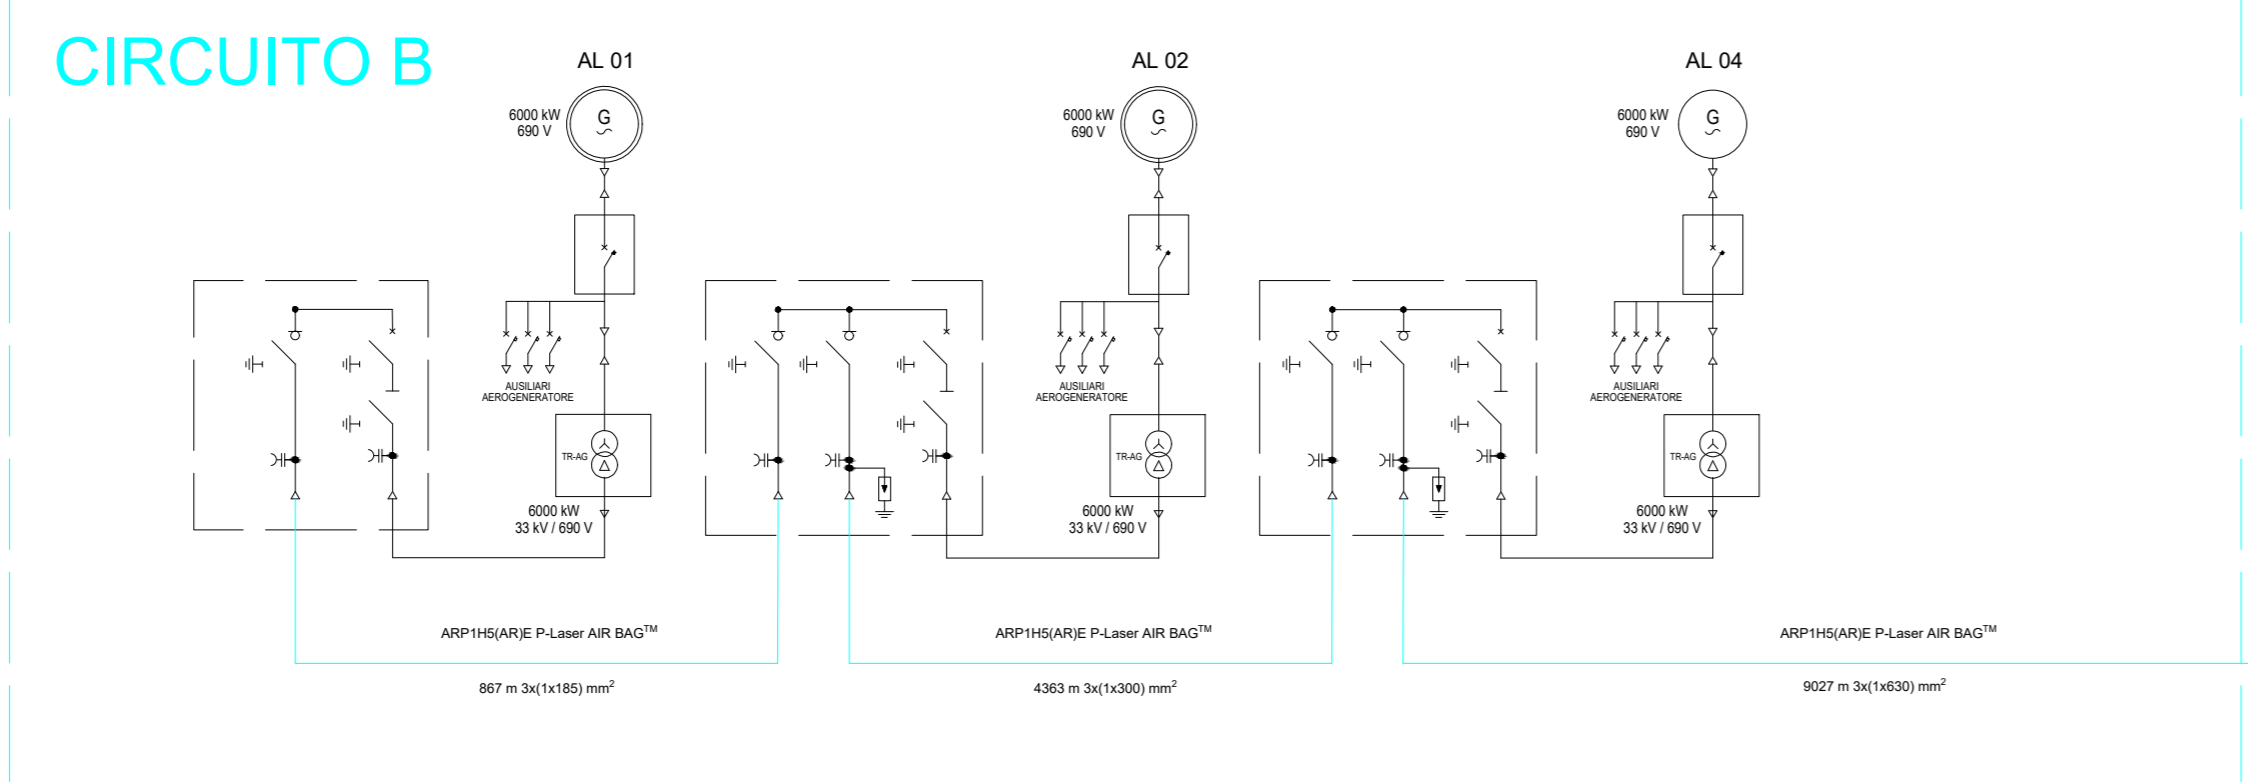 CIRCUITO B
AL 01
6000 kW
690 V
G
AUSILIARI
AEROGENERATORE
TR-AG
6000 kW
33 kV / 690 V
AL 02
6000 kW
690 V
G
AUSILIARI
AEROGENERATORE
TR-AG
6000 kW
33 kV / 690 V
AL 04
6000 kW
690 V
G
AUSILIARI
AEROGENERATORE
TR-AG
6000 kW
33 kV / 690 V
ARP1H5(AR)E P-Laser AIR BAG™
867 m 3x(1x185) mm²
ARP1H5(AR)E P-Laser AIR BAG™
4363 m 3x(1x300) mm²
ARP1H5(AR)E P-Laser AIR BAG™
9027 m 3x(1x630) mm²